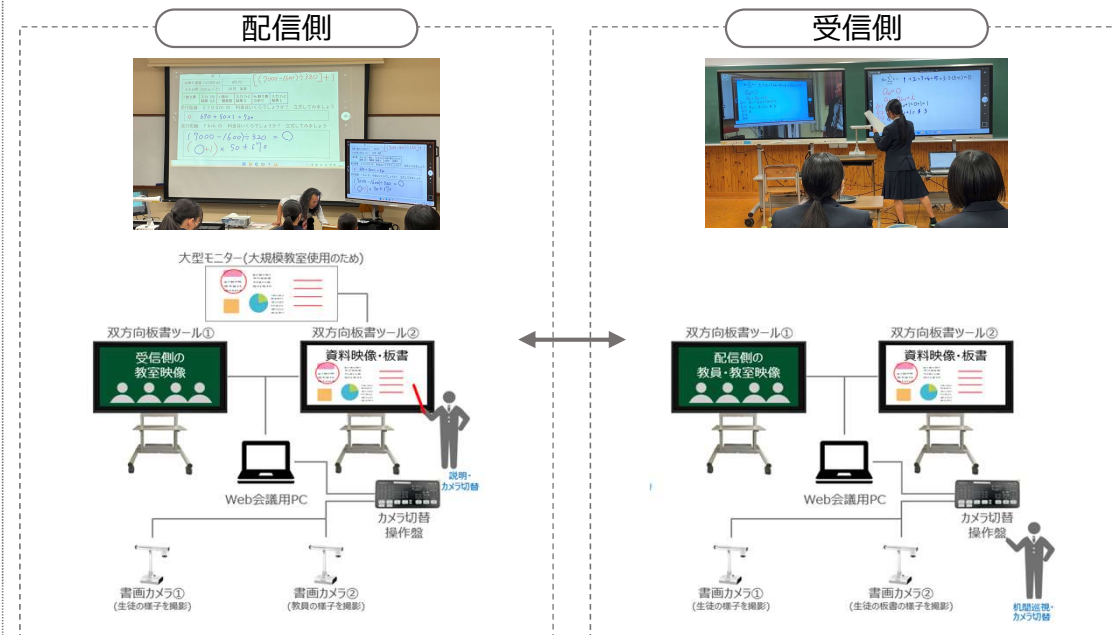 配信側
大型モニター(大規模教室使用のため)
双方向板書ツール①
双方向板書ツール②
受信側の
教室映像
資料映像・板書
説明・
カメラ切替
Web会議用PC
カメラ切替
操作盤
書画カメラ①
(生徒の様子を撮影)
書画カメラ②
(教員の様子を撮影)
受信側
双方向板書ツール①
双方向板書ツール②
配信側の
教員・教室映像
資料映像・板書
Web会議用PC
カメラ切替
操作盤
書画カメラ①
(生徒の様子を撮影)
書画カメラ②
(生徒の板書の様子を撮影)
机間巡視・
カメラ切替